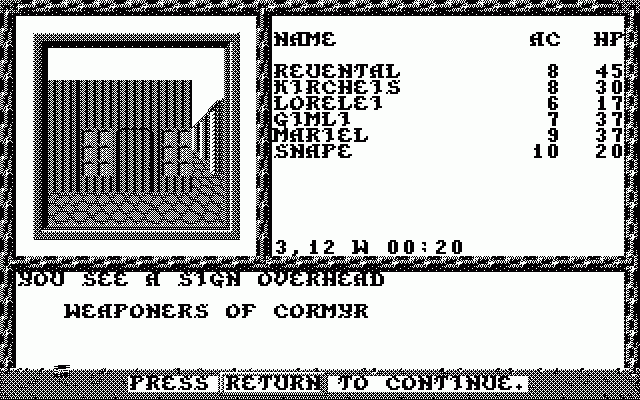 NAME AC HP
REVENTAL 8 45
KIRCHEIS 8 30
LORELEI 6 17
GIMLI 7 37
MARIEL 9 37
SNAPE 10 20
3,12 W 00:20
YOU SEE A SIGN OVERHEAD
WEAPONERS OF CORMYR
PRESS RETURN TO CONTINUE.